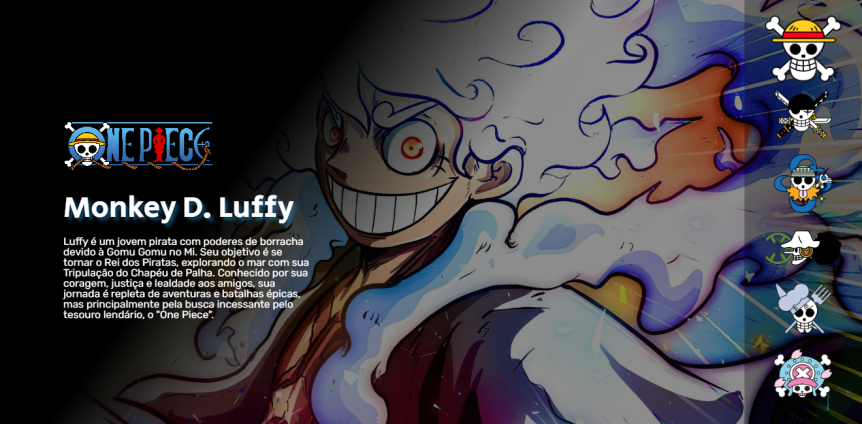 ONE PIECE
Monkey D. Luffy
Luffy é um jovem pirata com poderes de borracha
devido à Gomu Gomu no Mi. Seu objetivo é se
tornar o Rei dos Piratas, explorando o mar com sua
Tripulação do Chapéu de Palha. Conhecido por sua
coragem, justiça e lealdade aos amigos, sua
jornada é repleta de aventuras e batalhas épicas,
mas principalmente pela busca incessante pelo
tesouro lendário, o "One Piece".